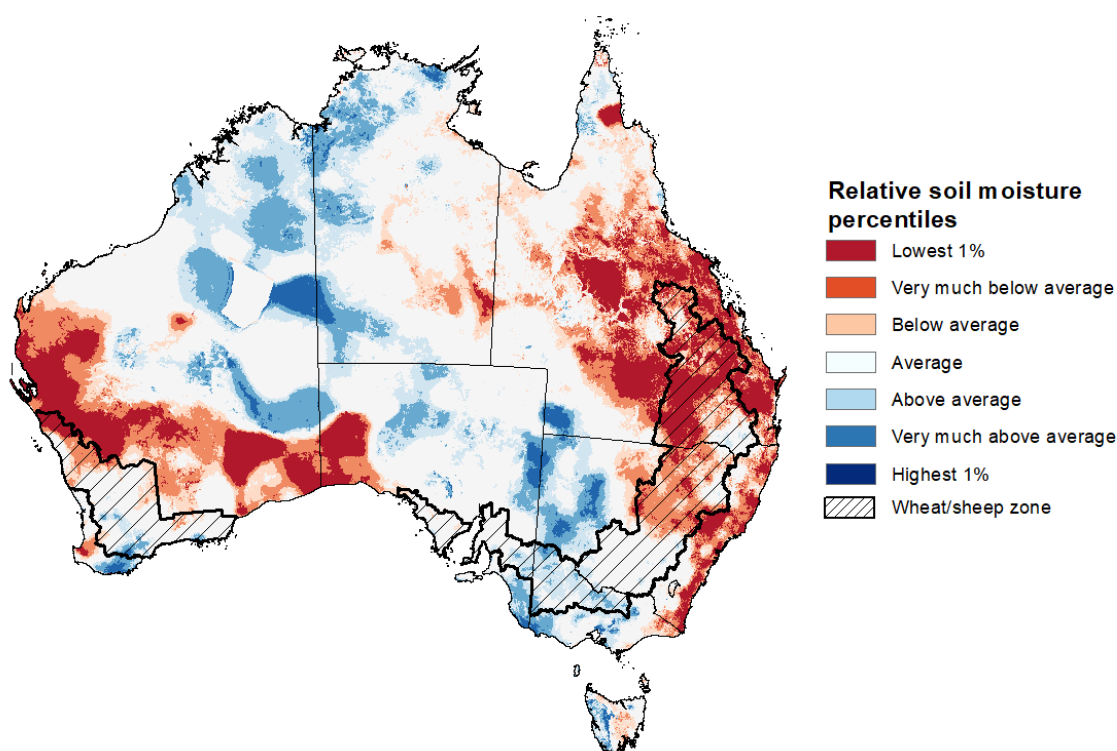 Relative soil moisture
percentiles
Lowest 1%
Very much below average
Below average
Average
Above average
Very much above average
Highest 1%
Wheat/sheep zone